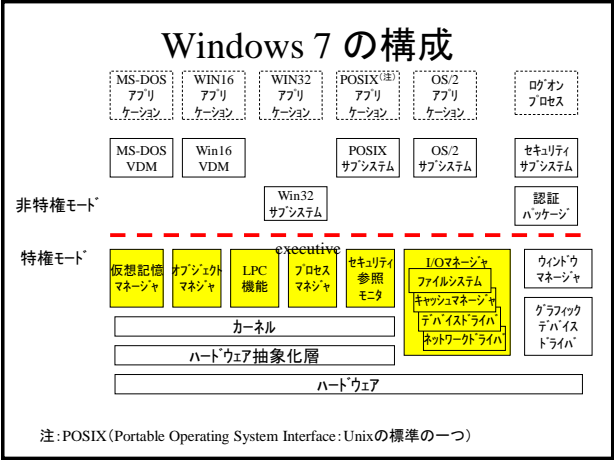 Windows 7 の構成
MS-DOS
アプリ
ケーション
WIN16
アプリ
ケーション
WIN32
アプリ
ケーション
POSIX(注)
アプリ
ケーション
OS/2
アプリ
ケーション
ログオン
プロセス
MS-DOS
VDM
Win16
VDM
POSIX
サブシステム
OS/2
サブシステム
セキュリティ
サブシステム
非特権モード
Win32
サブシステム
認証
パッケージ
特権モード
executive
仮想記憶
マネージャ
オブジェクト
マネジャ
LPC
機能
プロセス
マネジャ
セキュリティ
参照
モニタ
I/Oマネージャ
ファイルシステム
キャッシュマネージャ
デバイスドライバ
ネットワークドライバ
ウィンドウ
マネージャ
グラフィック
デバイス
ドライバ
カーネル
ハードウェア抽象化層
ハードウェア
注:POSIX(Portable Operating System Interface:Unixの標準の一つ)